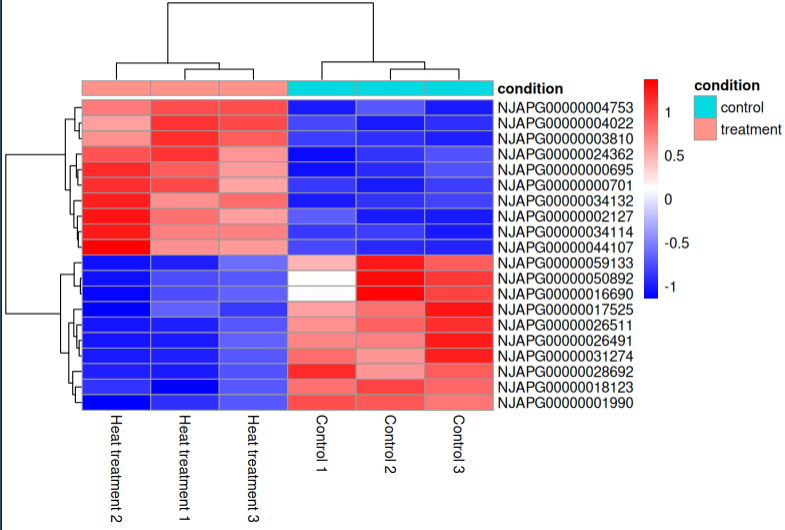 condition
NJAPG00000004753
NJAPG00000004022
NJAPG00000003810
NJAPG00000024362
NJAPG00000000695
NJAPG00000000701
NJAPG00000034132
NJAPG00000002127
NJAPG00000034114
NJAPG00000044107
NJAPG00000059133
NJAPG00000050892
NJAPG00000016690
NJAPG00000017525
NJAPG00000026511
NJAPG00000026491
NJAPG00000031274
NJAPG00000028692
NJAPG00000018123
NJAPG00000001990
Heat treatment 2
Heat treatment 1
Heat treatment 3
Control 1
Control 2
Control 3
1
0.5
0
-0.5
-1
condition
control
treatment